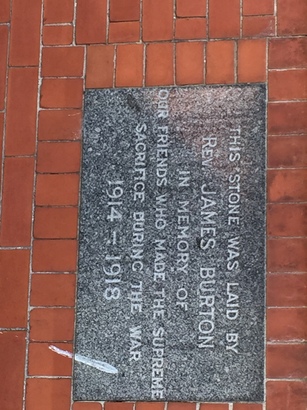 THIS STONE WAS LAID BY
REV JAMES BURTON
IN MEMORY OF
OUR FRIENDS WHO MADE THE SUPREME
SACRIFICE DURING THE WAR
1914 – 1918